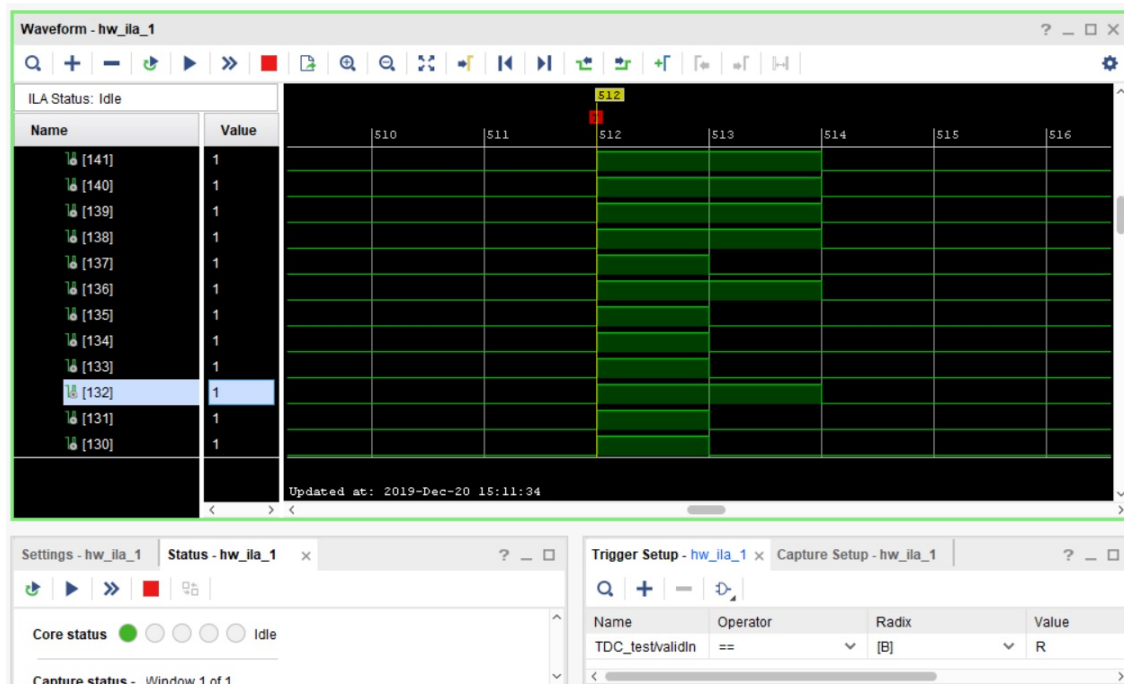 Waveform - hw_ila_1
ILA Status: Idle
Name Value
512
510 511 512 513 514 515 516
[141] 1
[140] 1
[139] 1
[138] 1
[137] 1
[136] 1
[135] 1
[134] 1
[133] 1
[132] 1
[131] 1
[130] 1
Updated at: 2019-Dec-20 15:11:34
Settings - hw_ila_1 Status - hw_ila_1
Core status Idle
Capture status - Window 1 of 1
Trigger Setup - hw_ila_1 Capture Setup - hw_ila_1
Name Operator Radix Value
TDC_test/validIn == [B] R